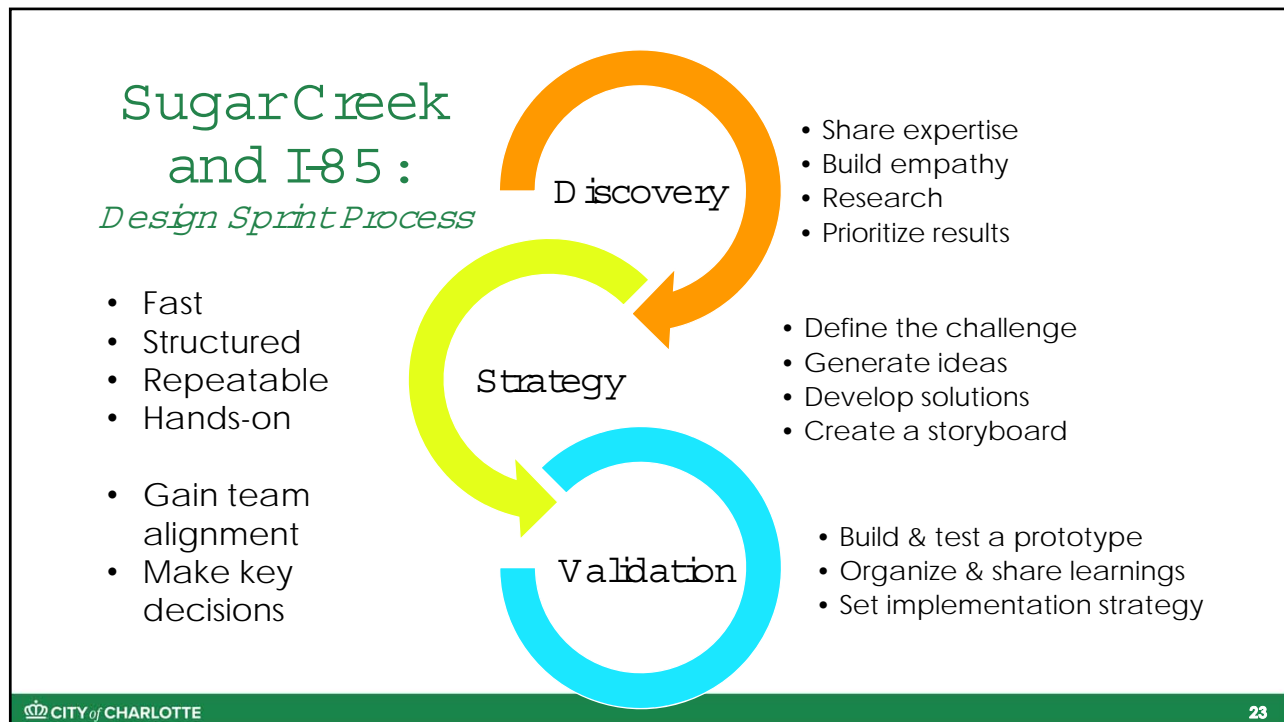 Sugar Creek
and I-85:
Design Sprint Process
• Fast
• Structured
• Repeatable
• Hands-on
• Gain team
alignment
• Make key
decisions
Discovery
• Share expertise
• Build empathy
• Research
• Prioritize results
Strategy
• Define the challenge
• Generate ideas
• Develop solutions
• Create a storyboard
Validation
• Build & test a prototype
• Organize & share learnings
• Set implementation strategy
CITY of CHARLOTTE
23